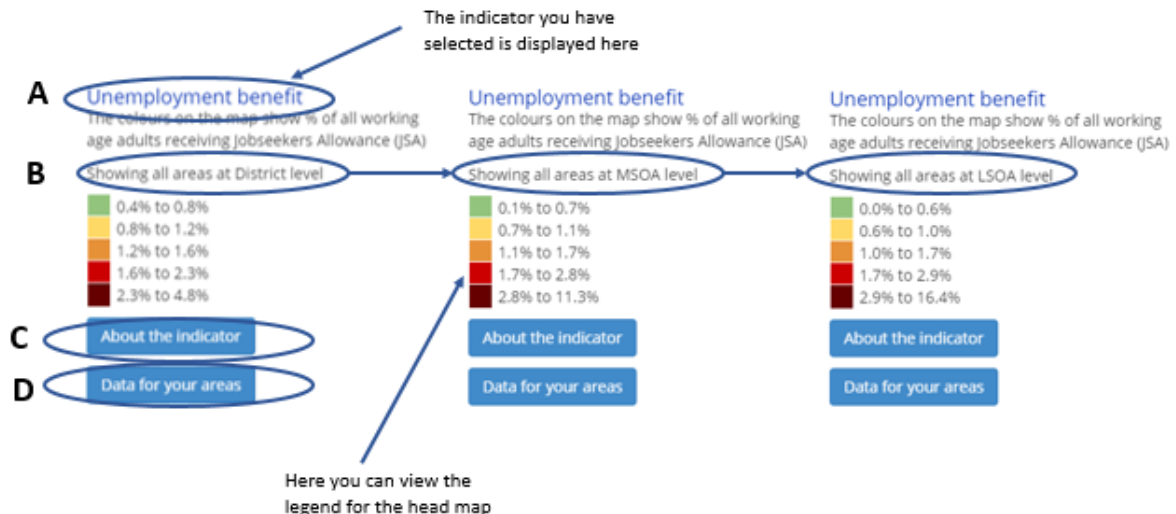 The indicator you have
selected is displayed here
A
Unemployment benefit
The colours on the map show % of all working
age adults receiving Jobseekers Allowance (JSA)
B
Showing all areas at District level
0.4% to 0.8%
0.8% to 1.2%
1.2% to 1.6%
1.6% to 2.3%
2.3% to 4.8%
C
About the indicator
D
Data for your areas
Unemployment benefit
The colours on the map show % of all working
age adults receiving Jobseekers Allowance (JSA)
Showing all areas at MSOA level
0.1% to 0.7%
0.7% to 1.1%
1.1% to 1.7%
1.7% to 2.8%
2.8% to 11.3%
About the indicator
Data for your areas
Unemployment benefit
The colours on the map show % of all working
age adults receiving Jobseekers Allowance (JSA)
Showing all areas at LSOA level
0.0% to 0.6%
0.6% to 1.0%
1.0% to 1.7%
1.7% to 2.9%
2.9% to 16.4%
About the indicator
Data for your areas
Here you can view the
legend for the head map